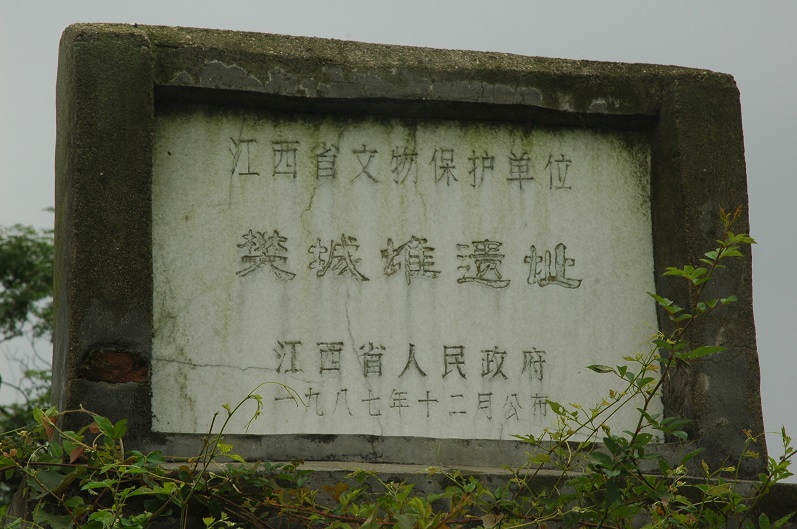 江西省文物保护单位
樊城堆遗址
江西省人民政府
一九八七年十二月公布